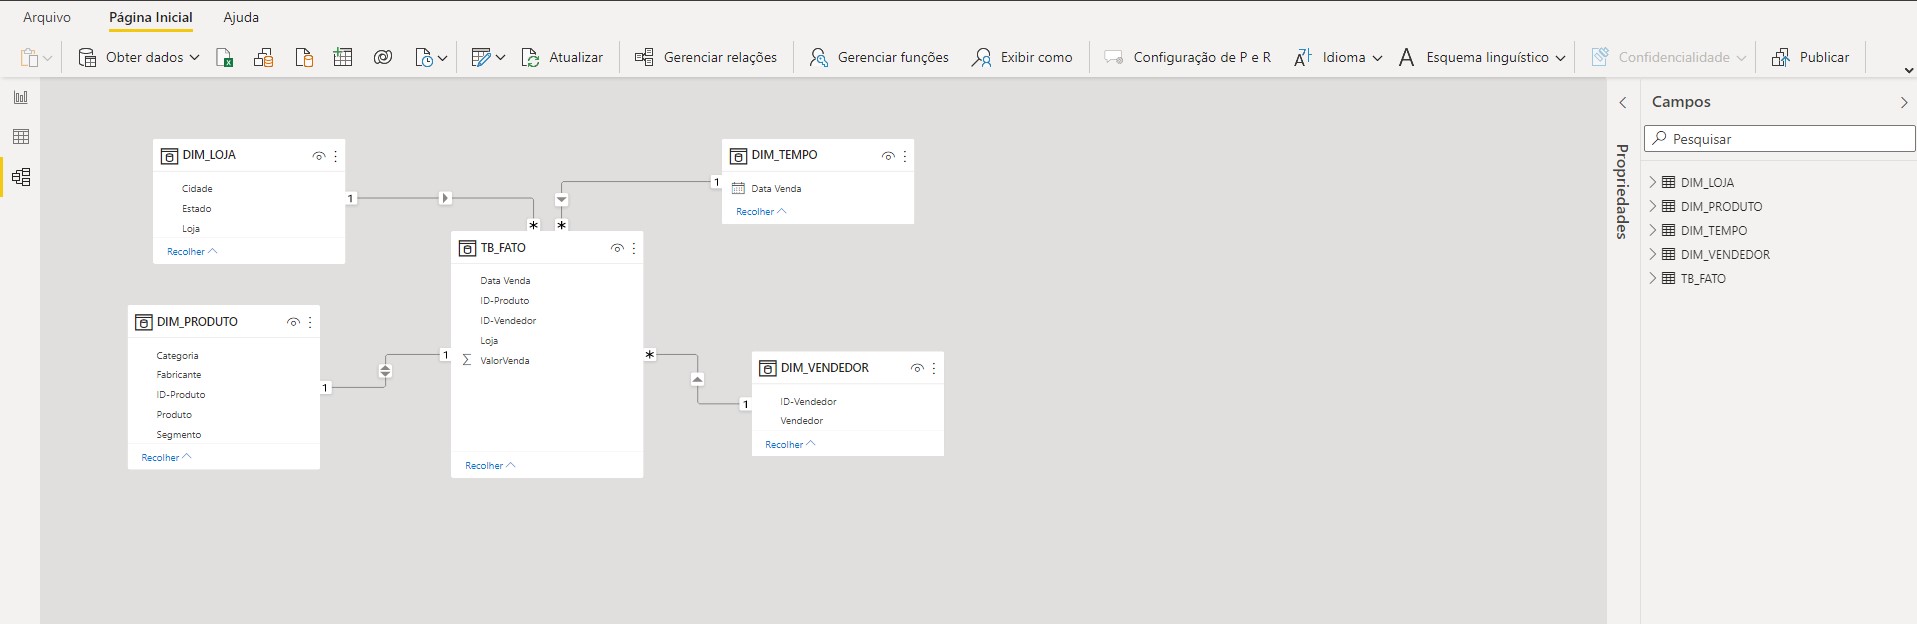 Arquivo Página Inicial Ajuda
Obter dados Atualizar Gerenciar relações Gerenciar funções Exibir como Configuração de P e R Idioma Esquema linguístico Confidencialidade Publicar
DIM_LOJA
Cidade
Estado
Loja
Recolher
1
*
DIM_TEMPO
Data Venda
Recolher
1
*
TB_FATO
Data Venda
ID-Produto
ID-Vendedor
Loja
ValorVenda
Recolher
DIM_PRODUTO
Categoria
Fabricante
ID-Produto
Produto
Segmento
Recolher
1
1
*
1
DIM_VENDEDOR
ID-Vendedor
Vendedor
Recolher
Propriedades
Campos
Pesquisar
DIM_LOJA
DIM_PRODUTO
DIM_TEMPO
DIM_VENDEDOR
TB_FATO